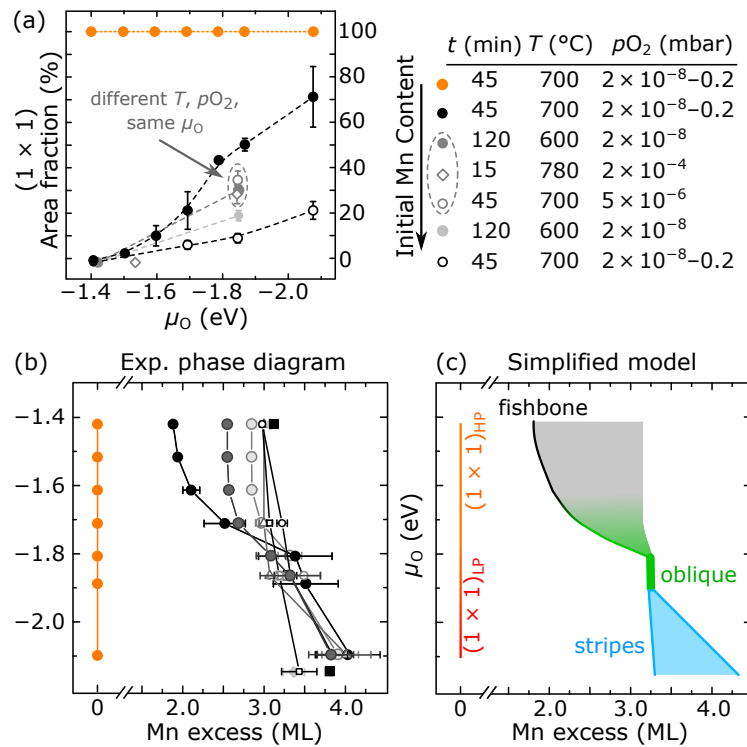 (a)
(1 × 1)
Area fraction (%)
100
80
60
40
20
0
different T, pO2,
same μO
−1.4 −1.6 −1.8 −2.0
μO (eV)
Initial Mn Content
t (min) T (°C) pO2 (mbar)
45 700 2 × 10−8–0.2
45 700 2 × 10−8–0.2
120 600 2 × 10−8
15 780 2 × 10−4
45 700 5 × 10−6
120 600 2 × 10−8
45 700 2 × 10−8–0.2
(b) Exp. phase diagram
−1.4
−1.6
−1.8
−2.0
μO (eV)
0 2.0 3.0 4.0
Mn excess (ML)
(c) Simplified model
fishbone
(1 × 1)HP
(1 × 1)LP
oblique
stripes
0 2.0 3.0 4.0
Mn excess (ML)